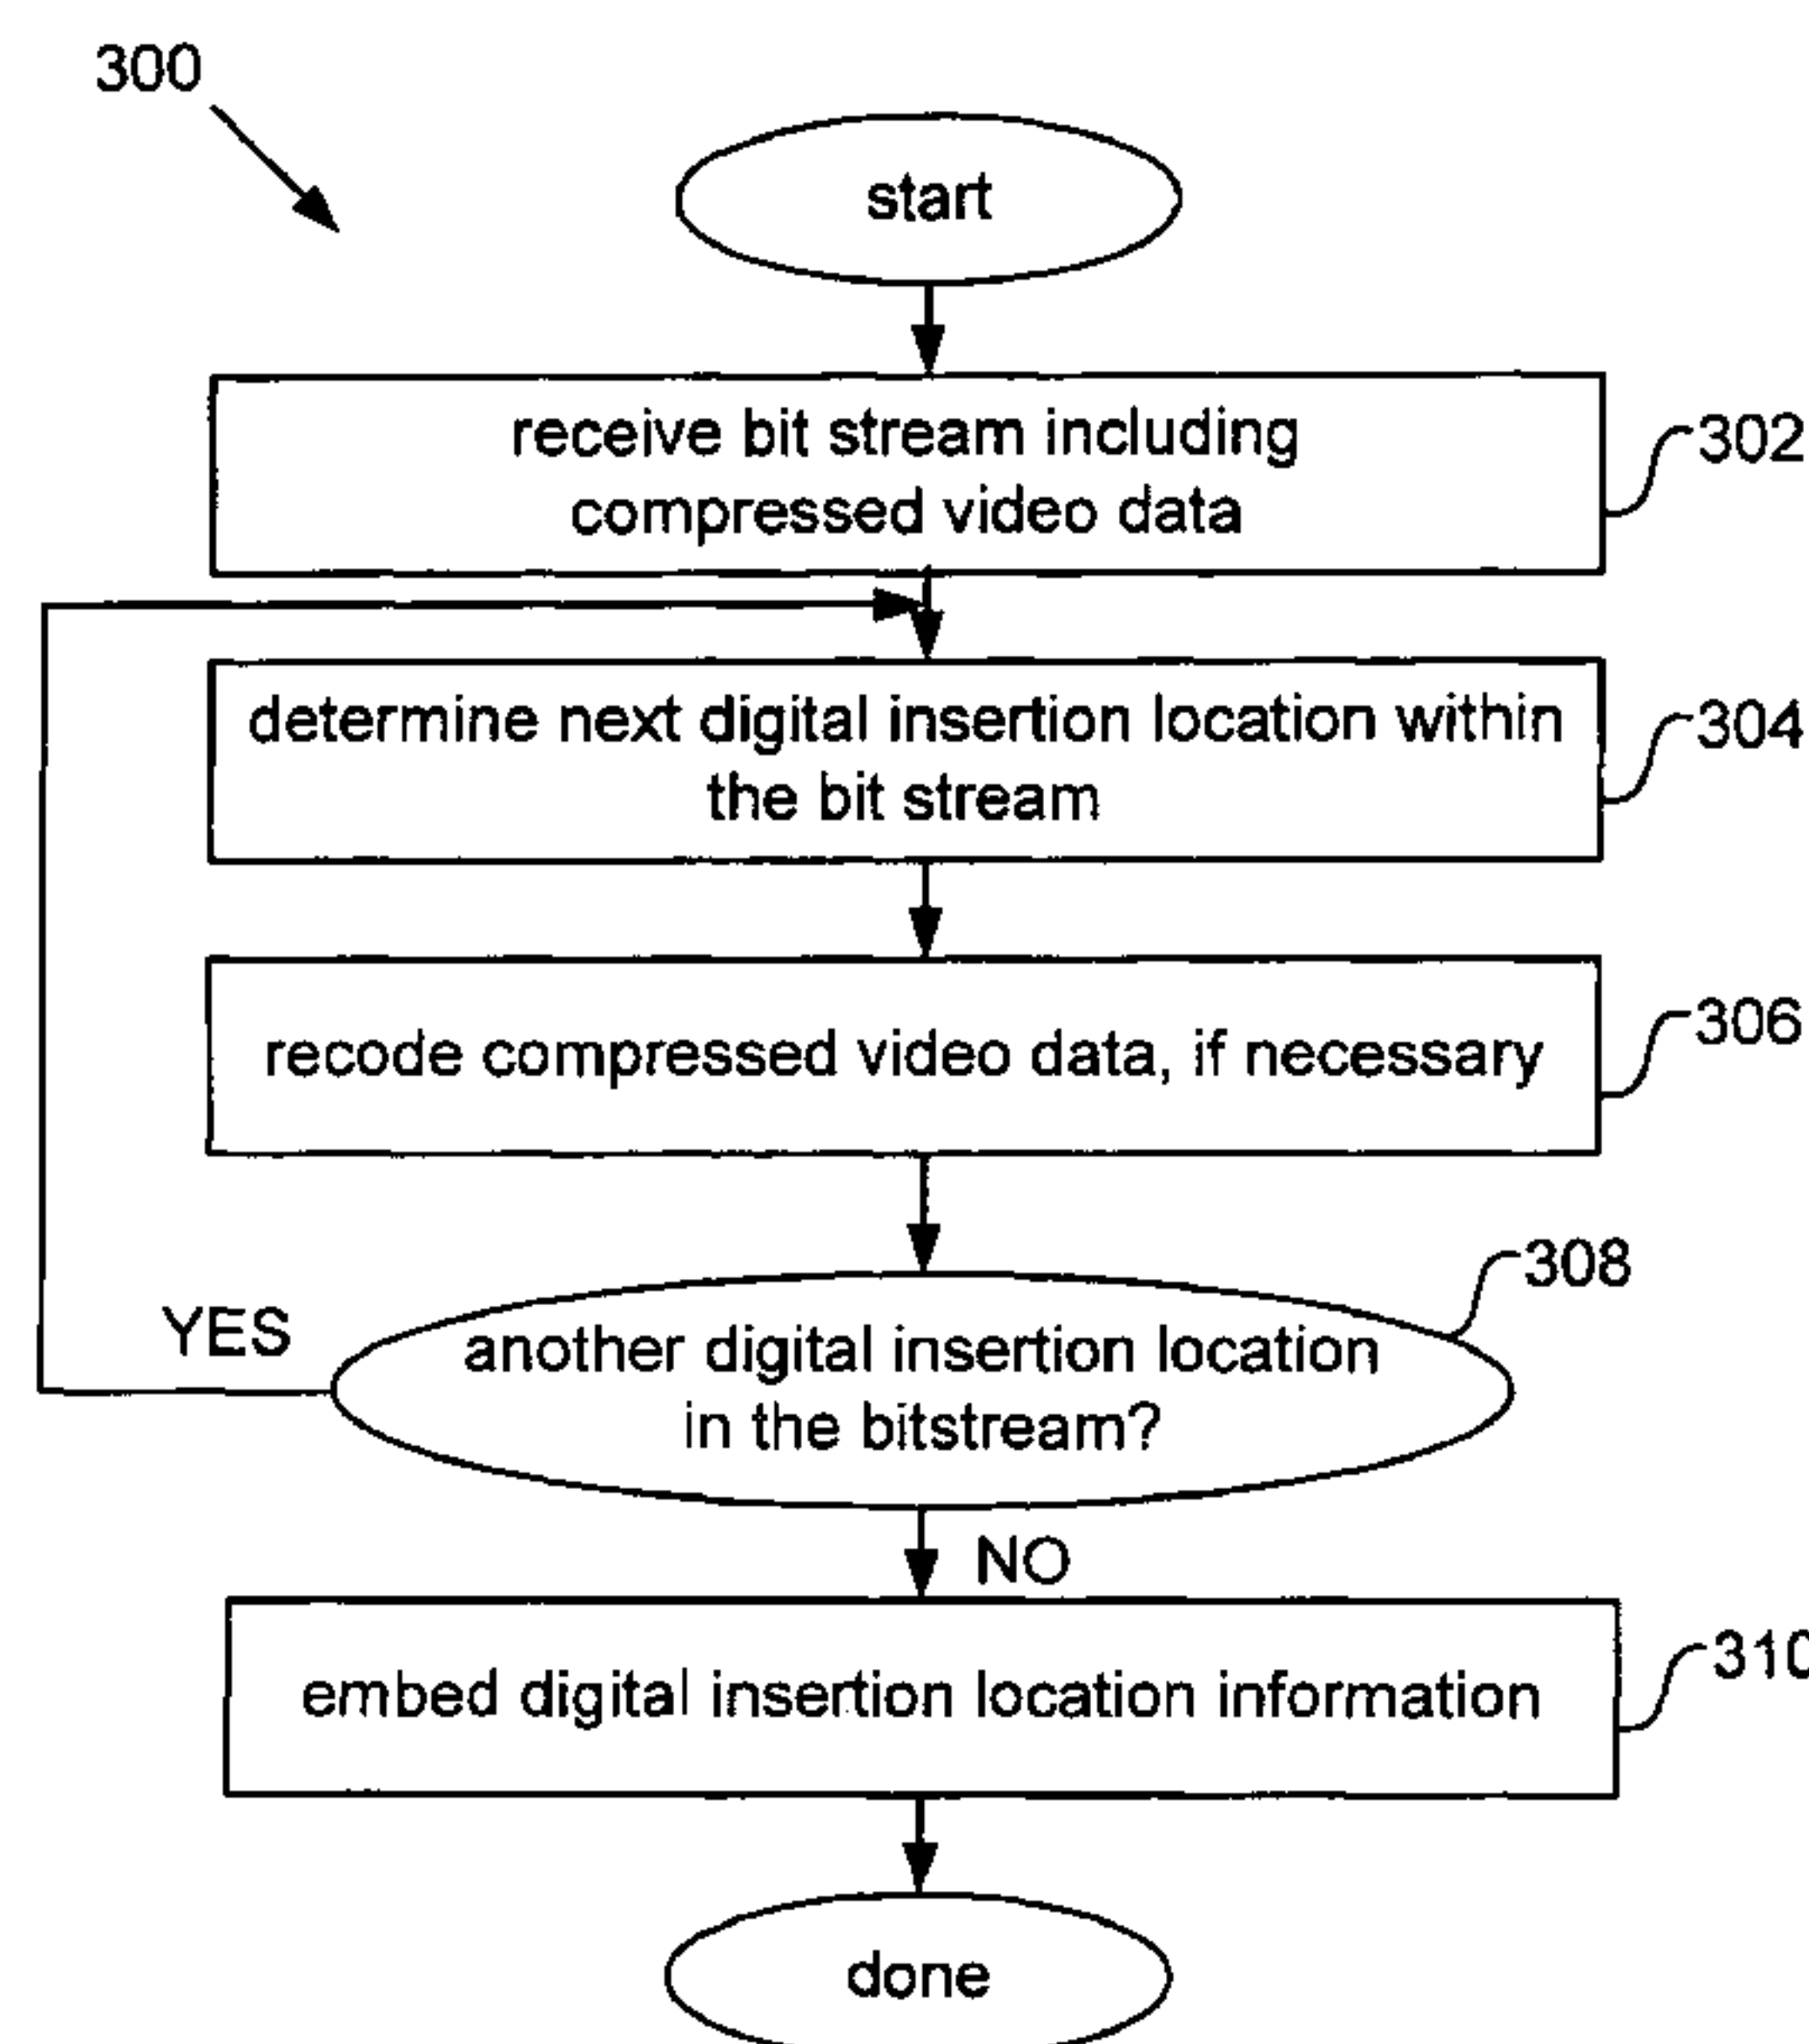 300
start
receive bit stream including
compressed video data
302
determine next digital insertion location within
the bit stream
304
recode compressed video data, if necessary
306
308
another digital insertion location
in the bitstream?
YES
NO
embed digital insertion location information
310
done